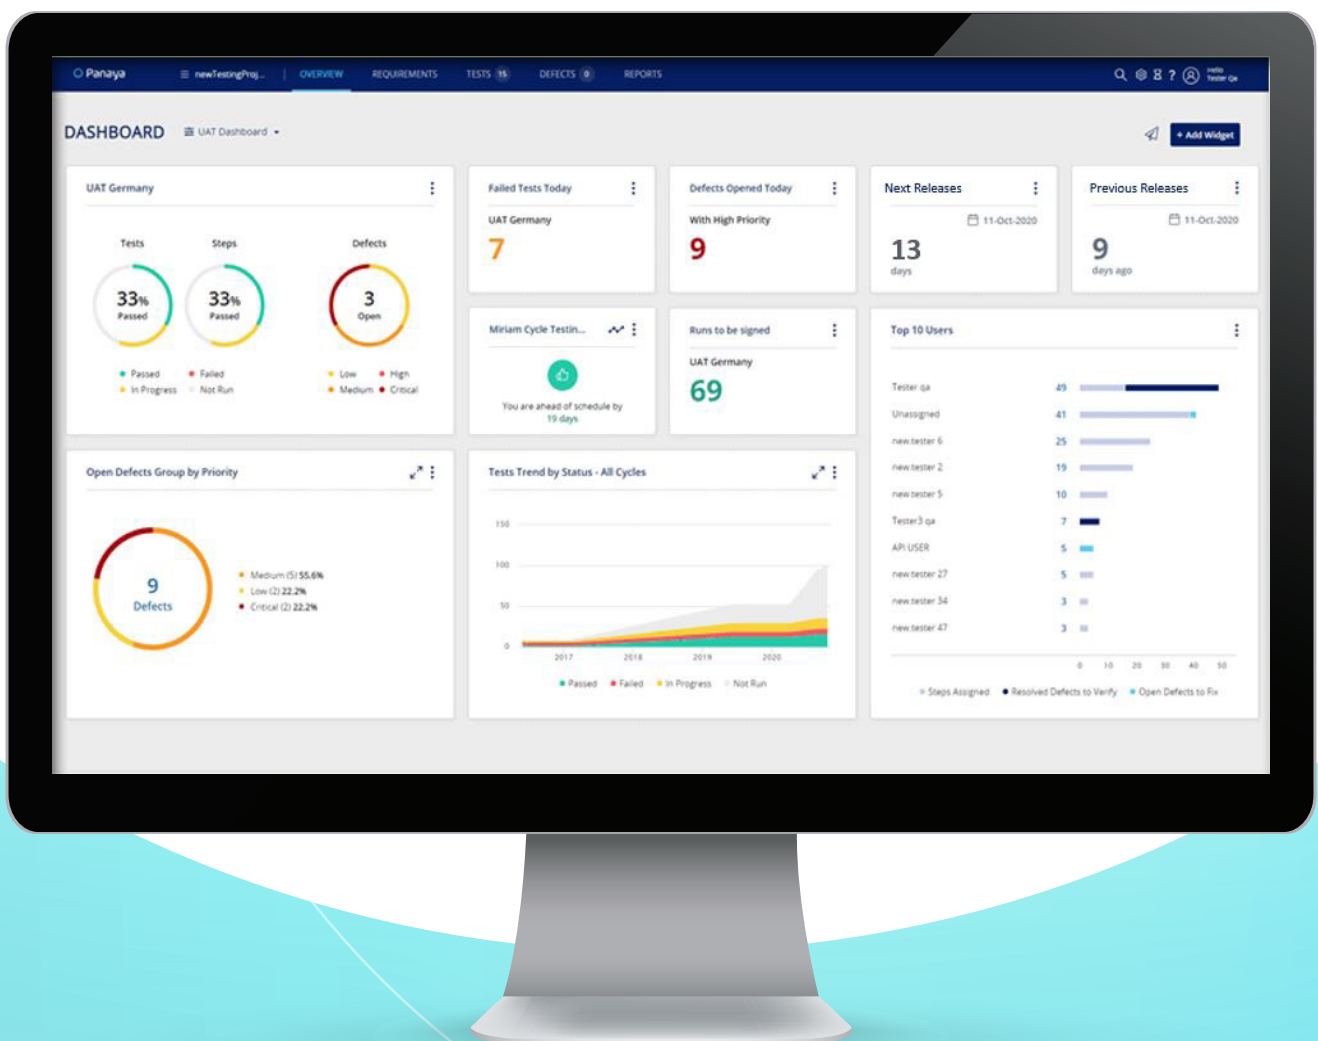 Panaya
newTestingProj...
OVERVIEW
REQUIREMENTS
TESTS 15
DEFECTS 9
REPORTS
?
Hello
Tester Qa
DASHBOARD
UAT Dashboard
+ Add Widget
UAT Germany
Tests
Steps
Defects
33%
Passed
33%
Passed
3
Open
Passed
Failed
In Progress
Not Run
Low
High
Medium
Critical
Failed Tests Today
UAT Germany
7
Defects Opened Today
With High Priority
9
Next Releases
11-Oct-2020
13
days
Previous Releases
11-Oct-2020
9
days ago
Miriam Cycle Testin...
You are ahead of schedule by
19 days
Runs to be signed
UAT Germany
69
Top 10 Users
Tester qa 49
Unassigned 41
new tester 6 25
new tester 2 19
new tester 5 10
Tester3 qa 7
API USER 5
new tester 27 5
new tester 34 3
new tester 47 3
0 10 20 30 40 50
Steps Assigned
Resolved Defects to Verify
Open Defects to Fix
Open Defects Group by Priority
9
Defects
Medium (5) 55.6%
Low (2) 22.2%
Critical (2) 22.2%
Tests Trend by Status - All Cycles
150
100
50
0
2017 2018 2019 2020
Passed
Failed
In Progress
Not Run